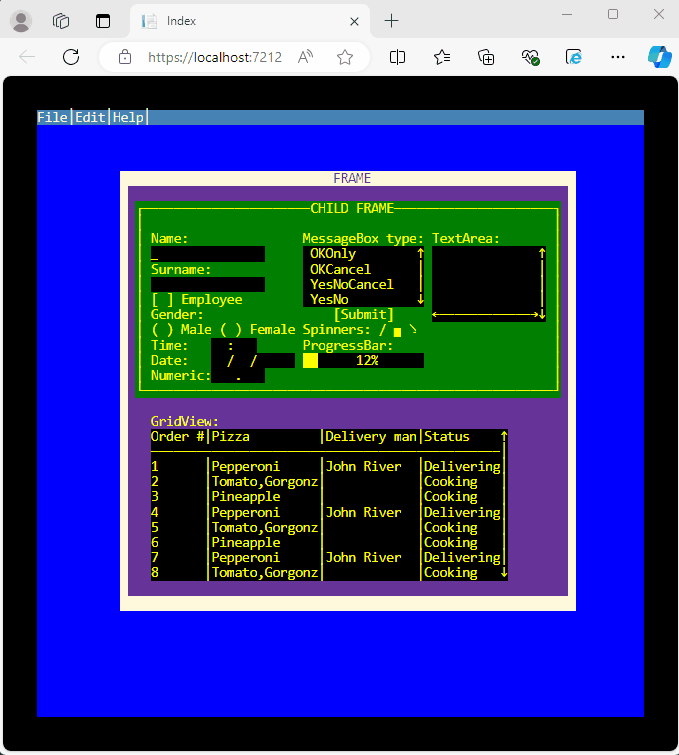 Index
https://localhost:7212
File|Edit|Help|
FRAME
CHILD FRAME
Name: MessageBox type: TextArea:
_ OKOnly ↑ ↑
Surname: OKCancel
YesNoCancel
[ ] Employee YesNo ↓
Gender: [Submit] ←→↓
( ) Male ( ) Female Spinners: / ▄ \
Time: : ProgressBar:
Date: / / 12%
Numeric: .
GridView:
Order #|Pizza |Delivery man|Status ↑
1 |Pepperoni |John River |Delivering|
2 |Tomato,Gorgonz| |Cooking |
3 |Pineapple | |Cooking |
4 |Pepperoni |John River |Delivering|
5 |Tomato,Gorgonz| |Cooking |
6 |Pineapple | |Cooking |
7 |Pepperoni |John River |Delivering|
8 |Tomato,Gorgonz| |Cooking ↓